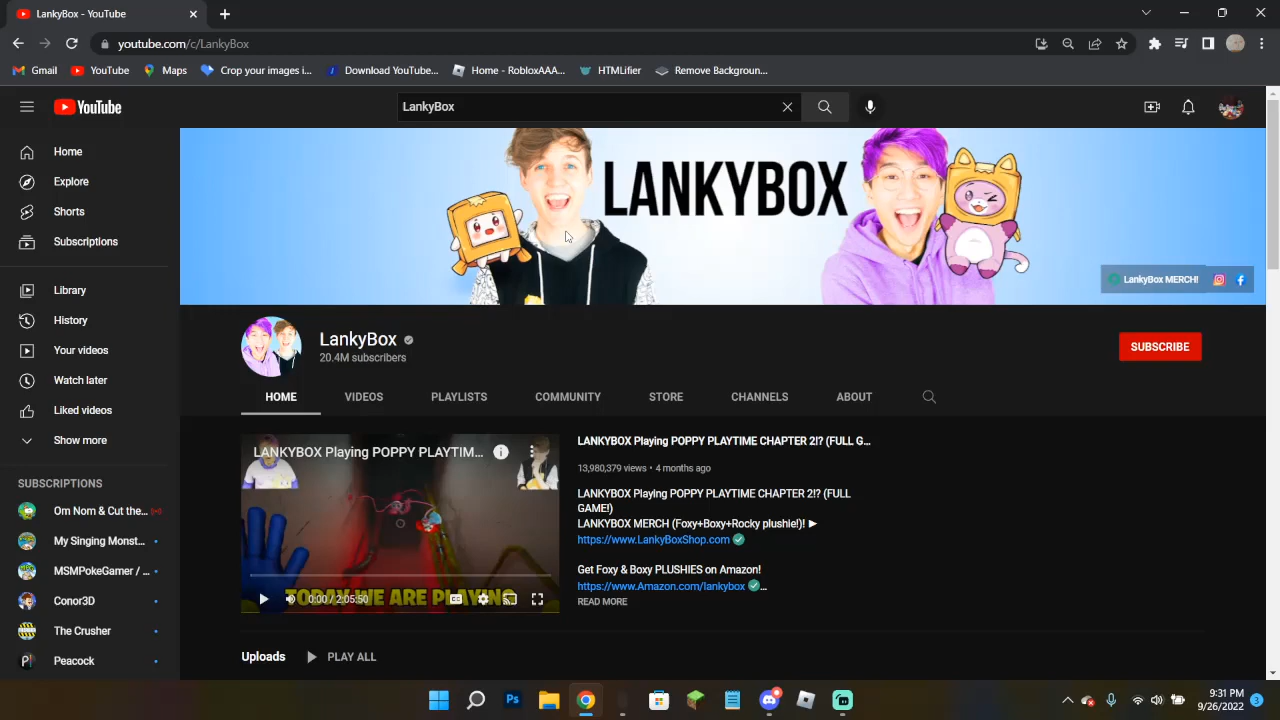 LankyBox - YouTube
youtube.com/c/LankyBox
Gmail YouTube Maps Crop your images i... Download YouTube... Home - RobloxAAA... HTMLifier Remove Backgroun...
YouTube LankyBox
Home
Explore
Shorts
Subscriptions
Library
History
Your videos
Watch later
Liked videos
Show more
SUBSCRIPTIONS
Om Nom & Cut the...
My Singing Monst...
MSMPokeGamer / ...
Conor3D
The Crusher
Peacock
LANKYBOX
LankyBox MERCH!
LankyBox
20.4M subscribers
SUBSCRIBE
HOME VIDEOS PLAYLISTS COMMUNITY STORE CHANNELS ABOUT
LANKYBOX Playing POPPY PLAYTIM...
TODAY WE ARE PLAYING
0:00 / 2:05:50
LANKYBOX Playing POPPY PLAYTIME CHAPTER 2!? (FULL G...
13,980,379 views • 4 months ago
LANKYBOX Playing POPPY PLAYTIME CHAPTER 2!? (FULL
GAME!)
LANKYBOX MERCH (Foxy+Boxy+Rocky plushie!)! ►
https://www.LankyBoxShop.com
Get Foxy & Boxy PLUSHIES on Amazon!
https://www.Amazon.com/lankybox ...
READ MORE
Uploads PLAY ALL
9:31 PM
9/26/2022 3